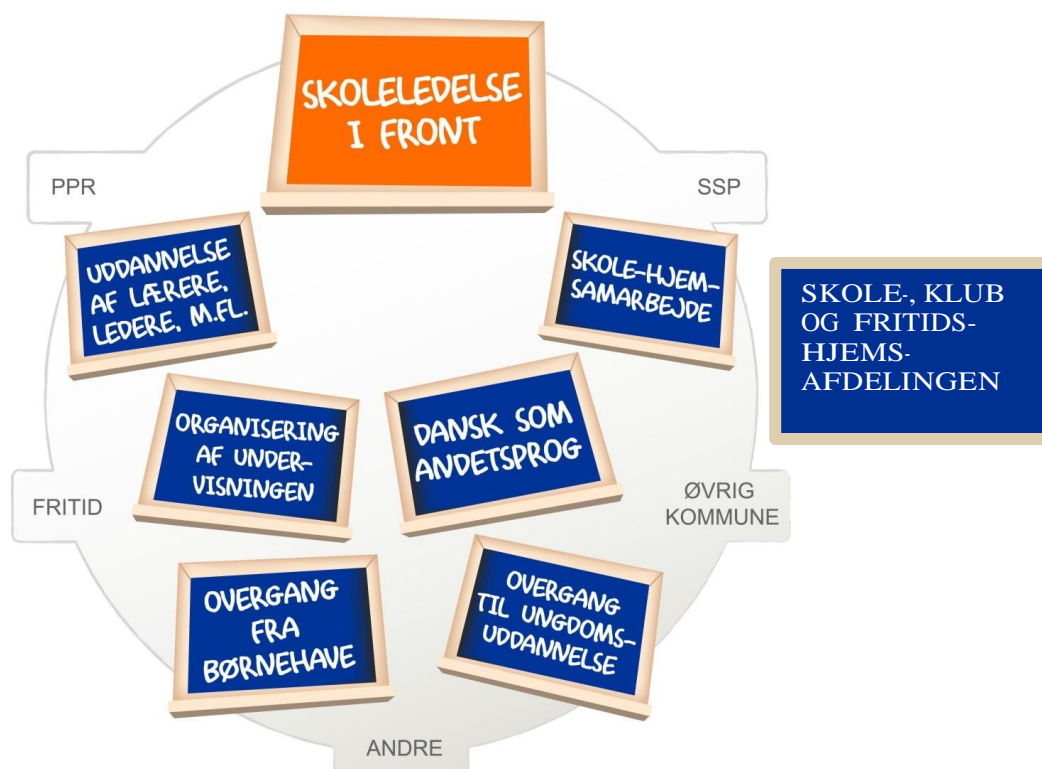 SKOLELEDELSE
I FRONT
PPR
SSP
UDDANNELSE
AF LÆRERE,
LEDERE, M.FL.
SKOLE-HJEM-
SAMARBEJDE
SKOLE-, KLUB
OG FRITIDS-
HJEMS-
AFDELINGEN
ORGANISERING
AF UNDER-
VISNINGEN
DANSK SOM
ANDETSPROG
FRITID
ØVRIG
KOMMUNE
OVERGANG
FRA
BØRNEHAVE
OVERGANG
TIL UNGDOMS-
UDDANNELSE
ANDRE